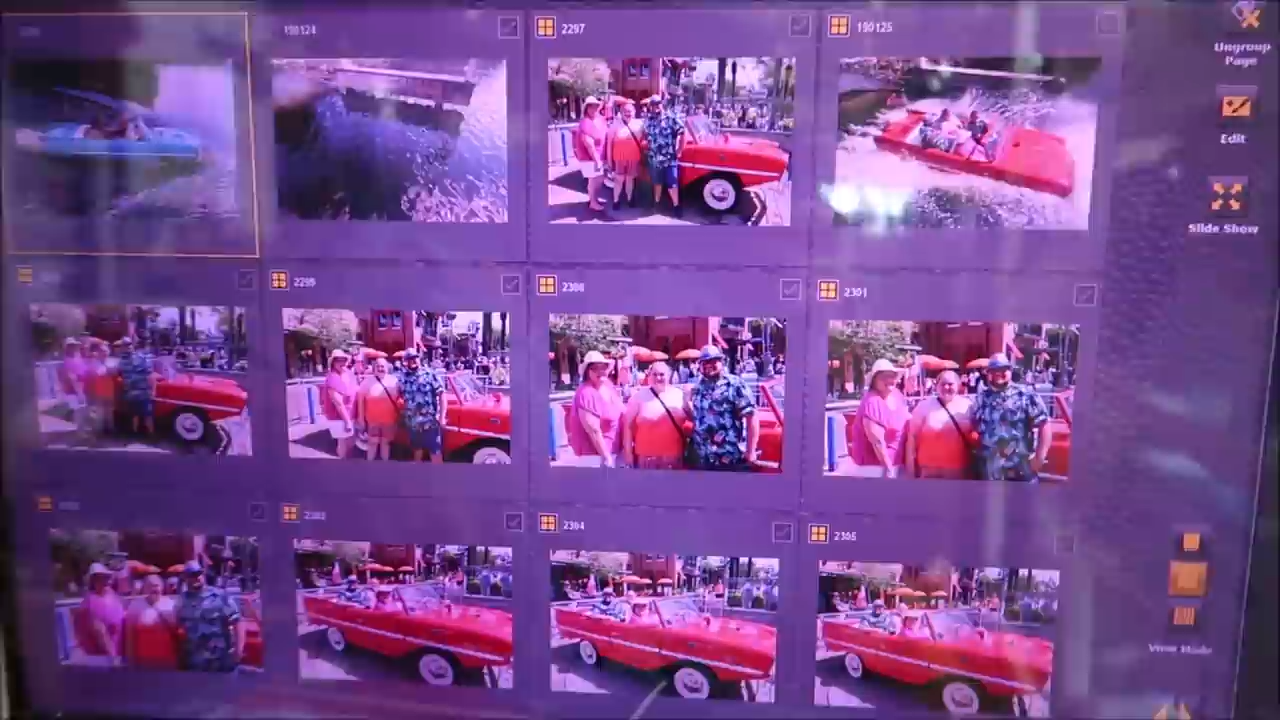 190124
2297
190125
Ungroup
Page
Edit
Slide Show
2299
2300
2301
2303
2304
2305
View Mode